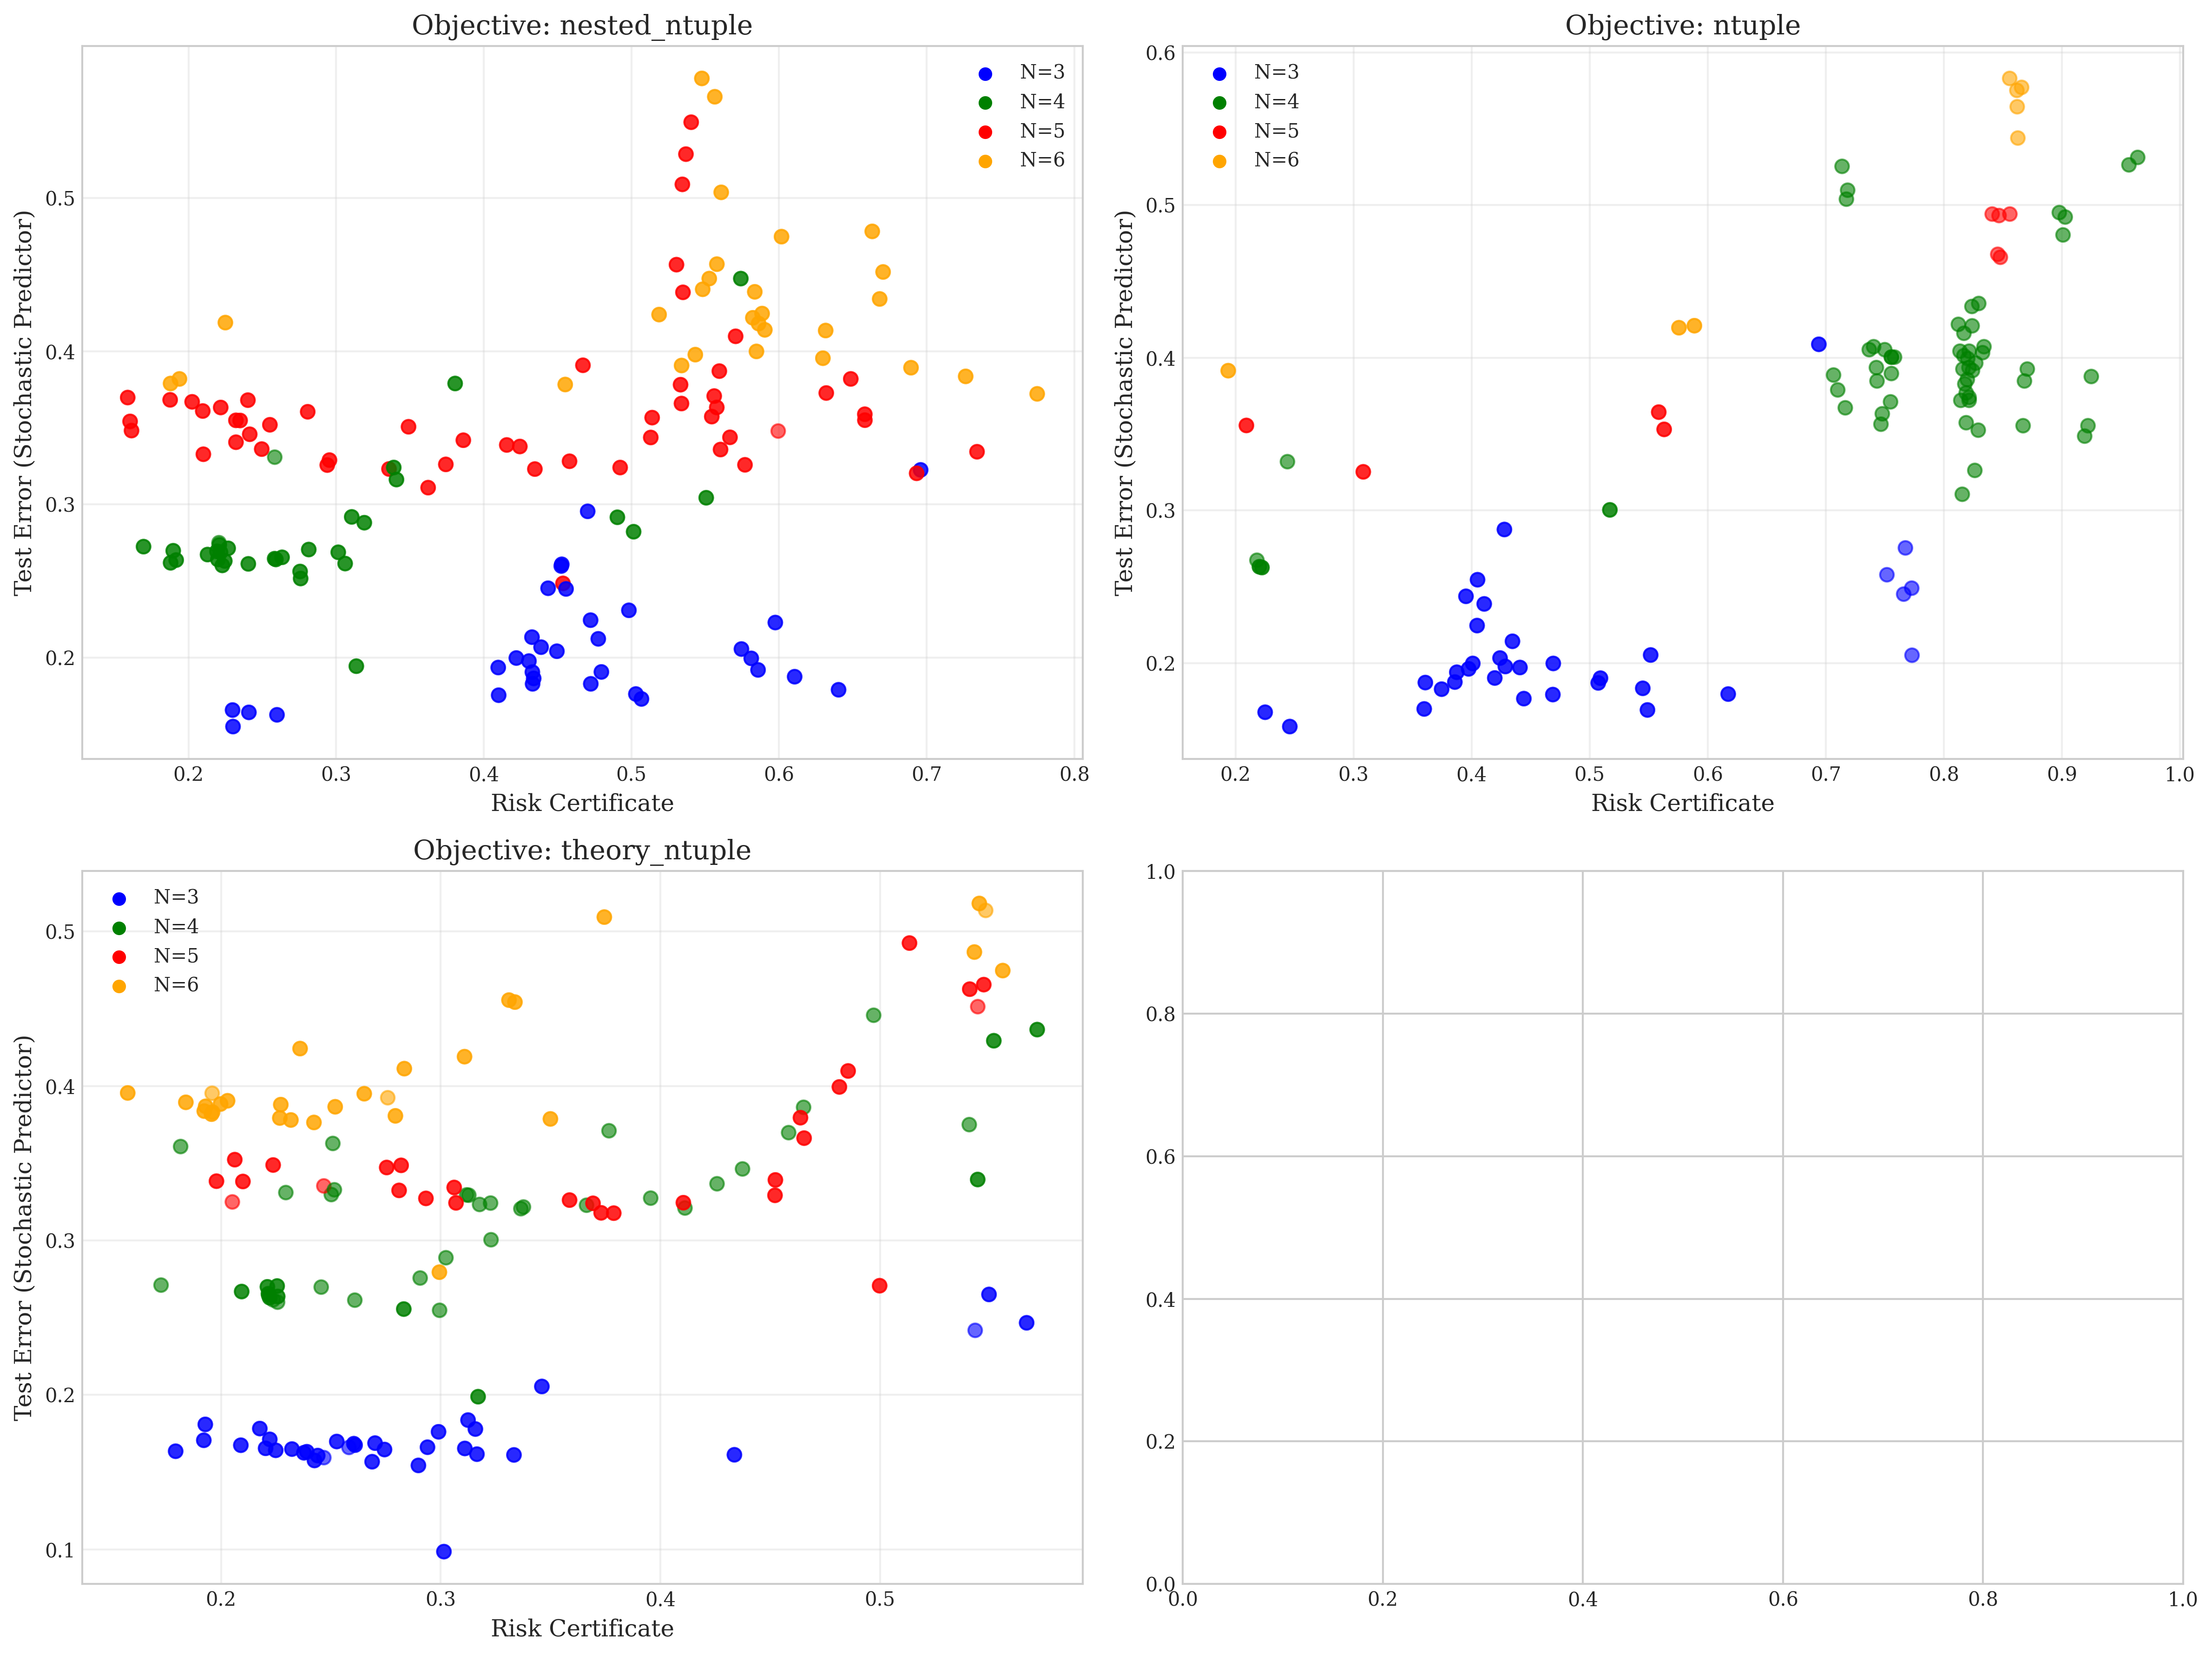 Objective: nested_ntuple
Test Error (Stochastic Predictor)
0.5
0.4
0.3
0.2
N=3
N=4
N=5
N=6
0.2 0.3 0.4 0.5 0.6 0.7 0.8
Risk Certificate
Objective: ntuple
Test Error (Stochastic Predictor)
0.6
0.5
0.4
0.3
0.2
N=3
N=4
N=5
N=6
0.2 0.3 0.4 0.5 0.6 0.7 0.8 0.9 1.0
Risk Certificate
Objective: theory_ntuple
Test Error (Stochastic Predictor)
0.5
0.4
0.3
0.2
0.1
N=3
N=4
N=5
N=6
0.2 0.3 0.4 0.5
Risk Certificate
1.0
0.8
0.6
0.4
0.2
0.0
0.0 0.2 0.4 0.6 0.8 1.0